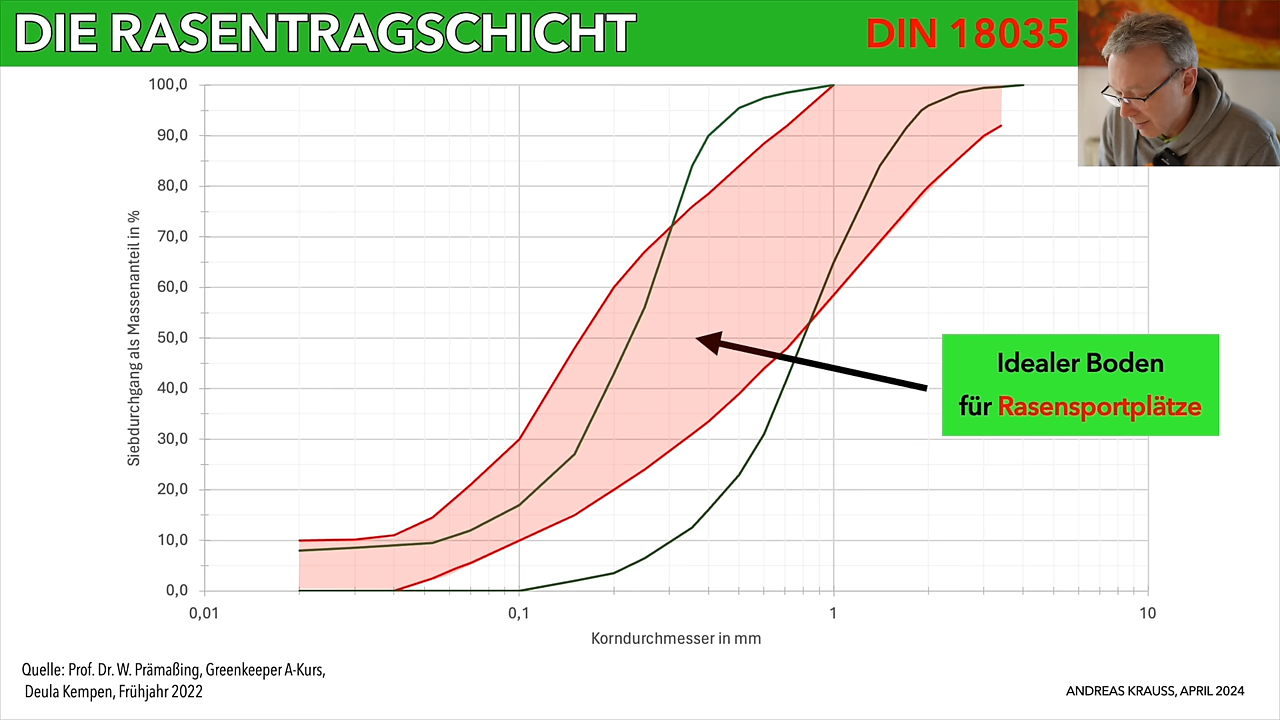 DIE RASENTRAGSCHICHT
DIN 18035
Siebdurchgang als Massenanteil in %
100,0
90,0
80,0
70,0
60,0
50,0
40,0
30,0
20,0
10,0
0,0
0,01
0,1
1
10
Korndurchmesser in mm
Idealer Boden
für Rasensportplätze
Quelle: Prof. Dr. W. Prämaßing, Greenkeeper A-Kurs,
Deula Kempen, Frühjahr 2022
ANDREAS KRAUSS, APRIL 2024